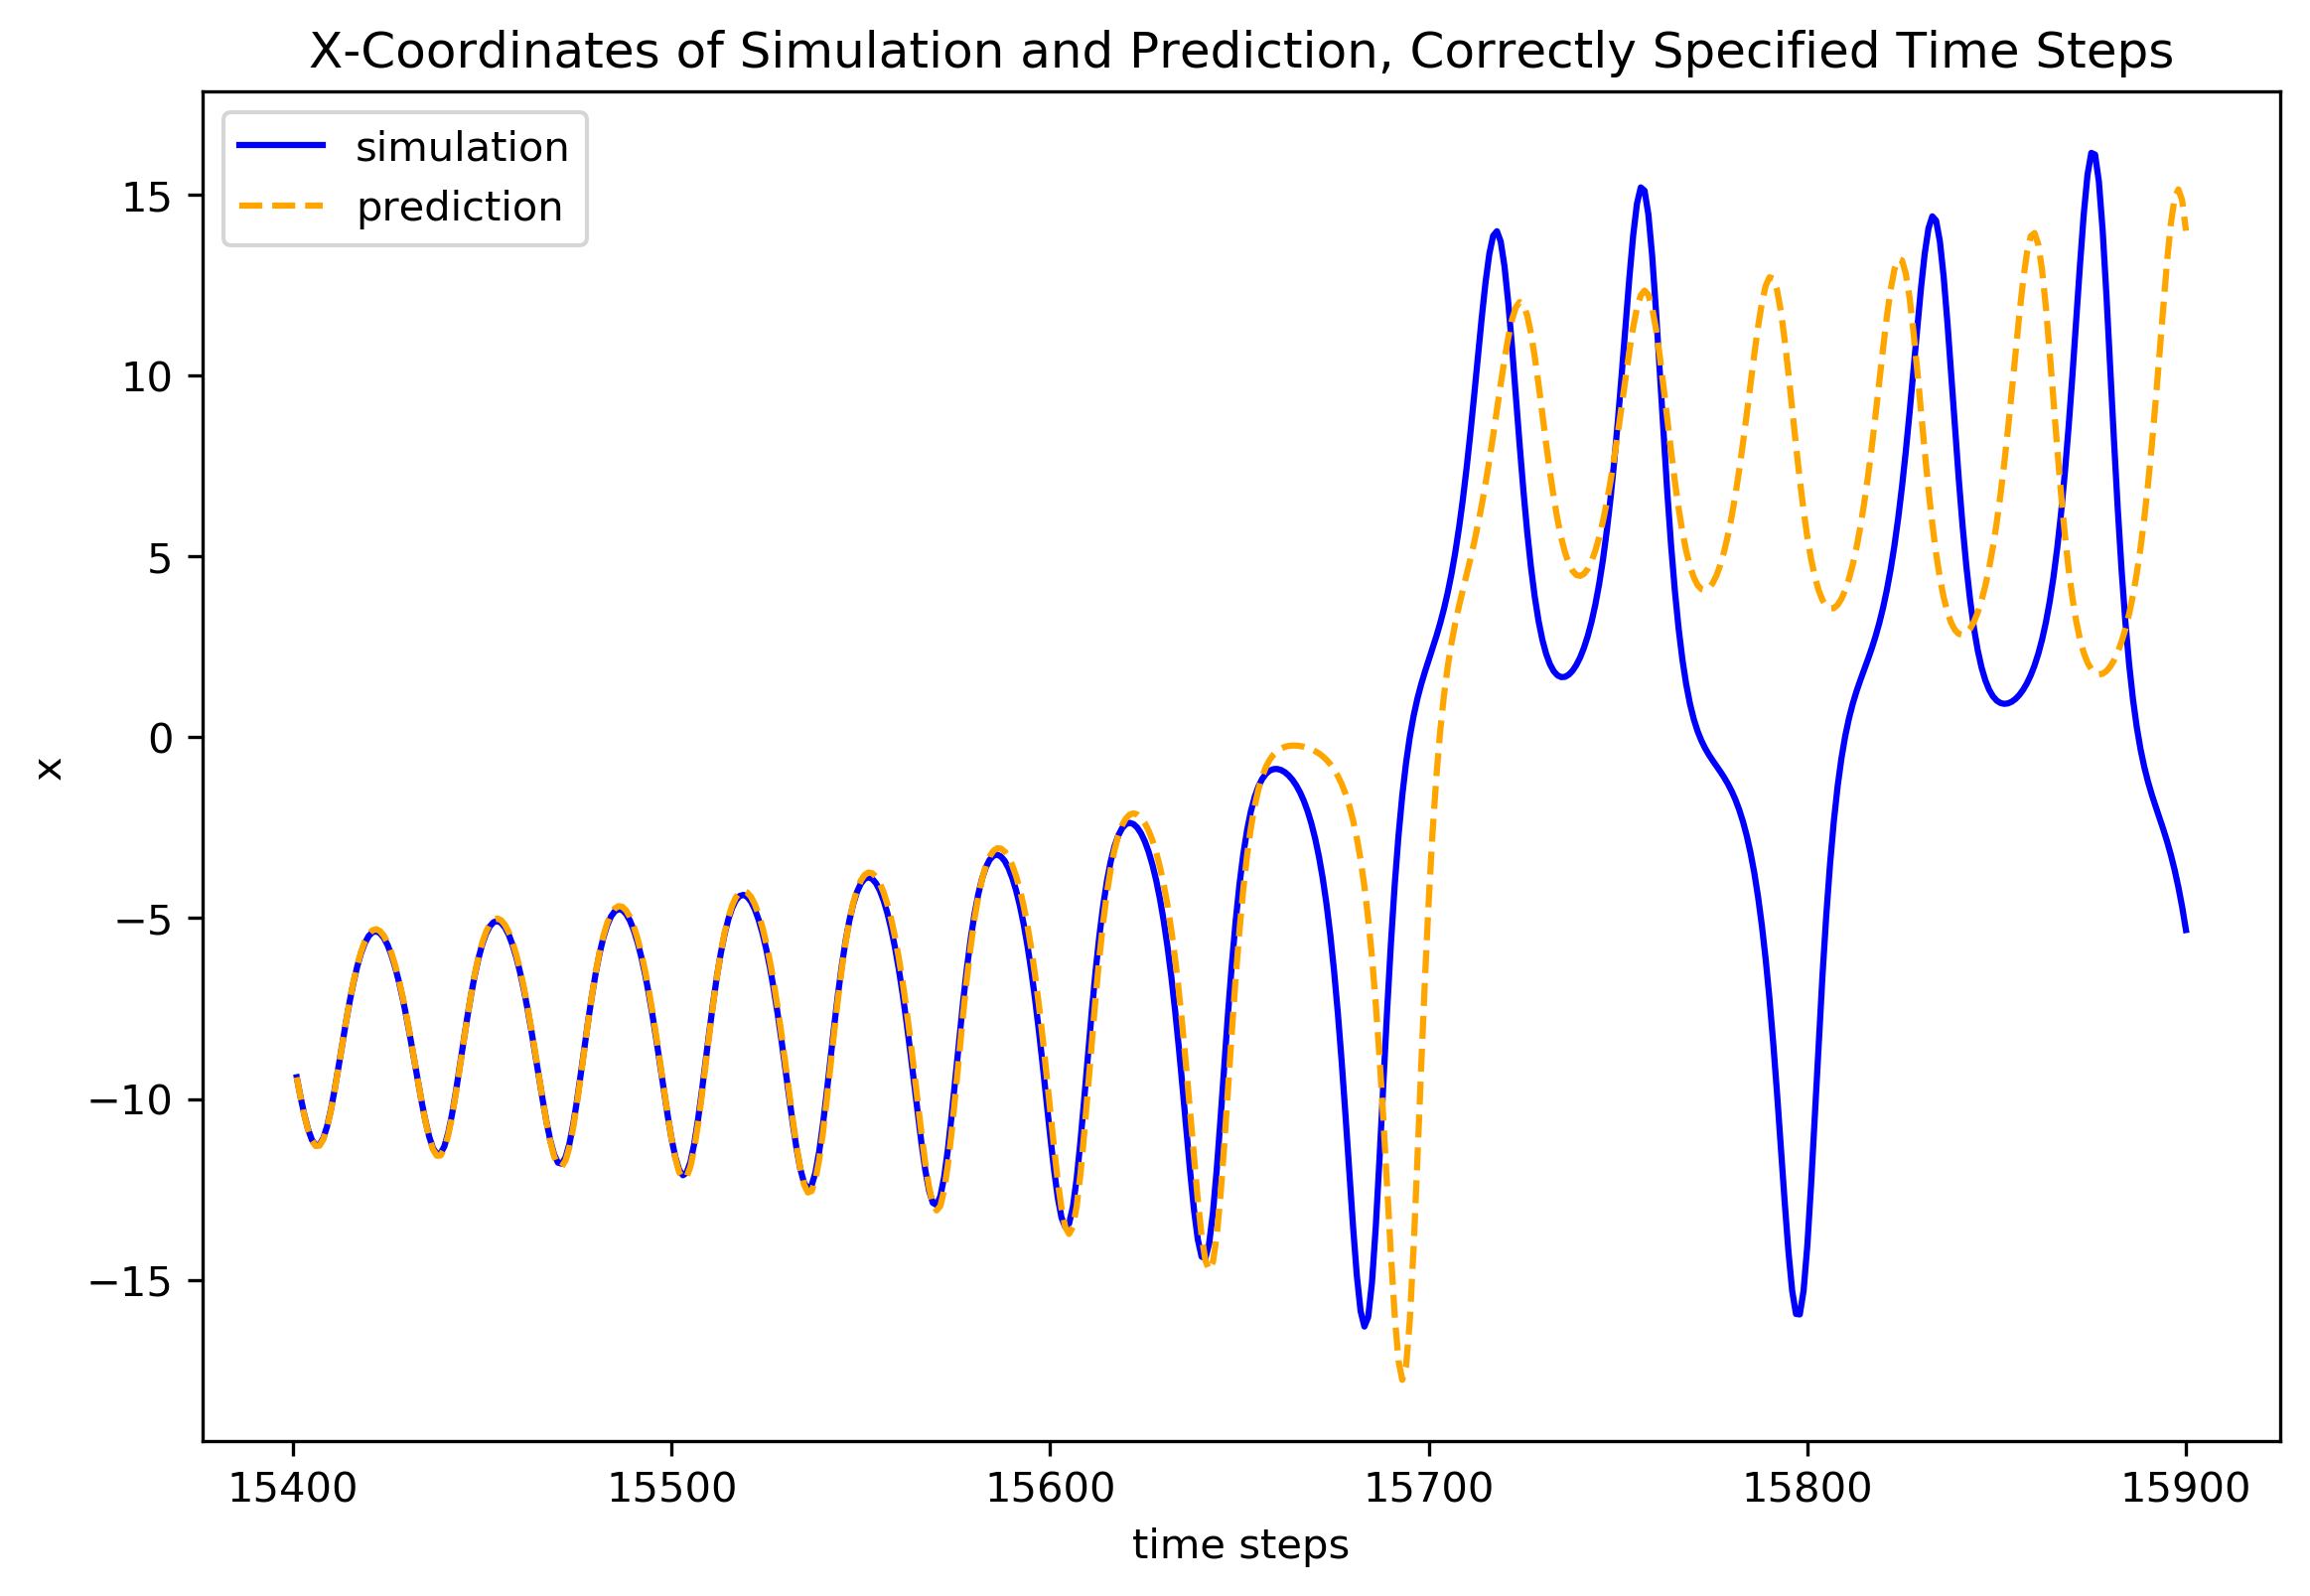 X-Coordinates of Simulation and Prediction, Correctly Specified Time Steps
simulation
prediction
15
10
5
0
−5
−10
−15
x
15400 15500 15600 15700 15800 15900
time steps